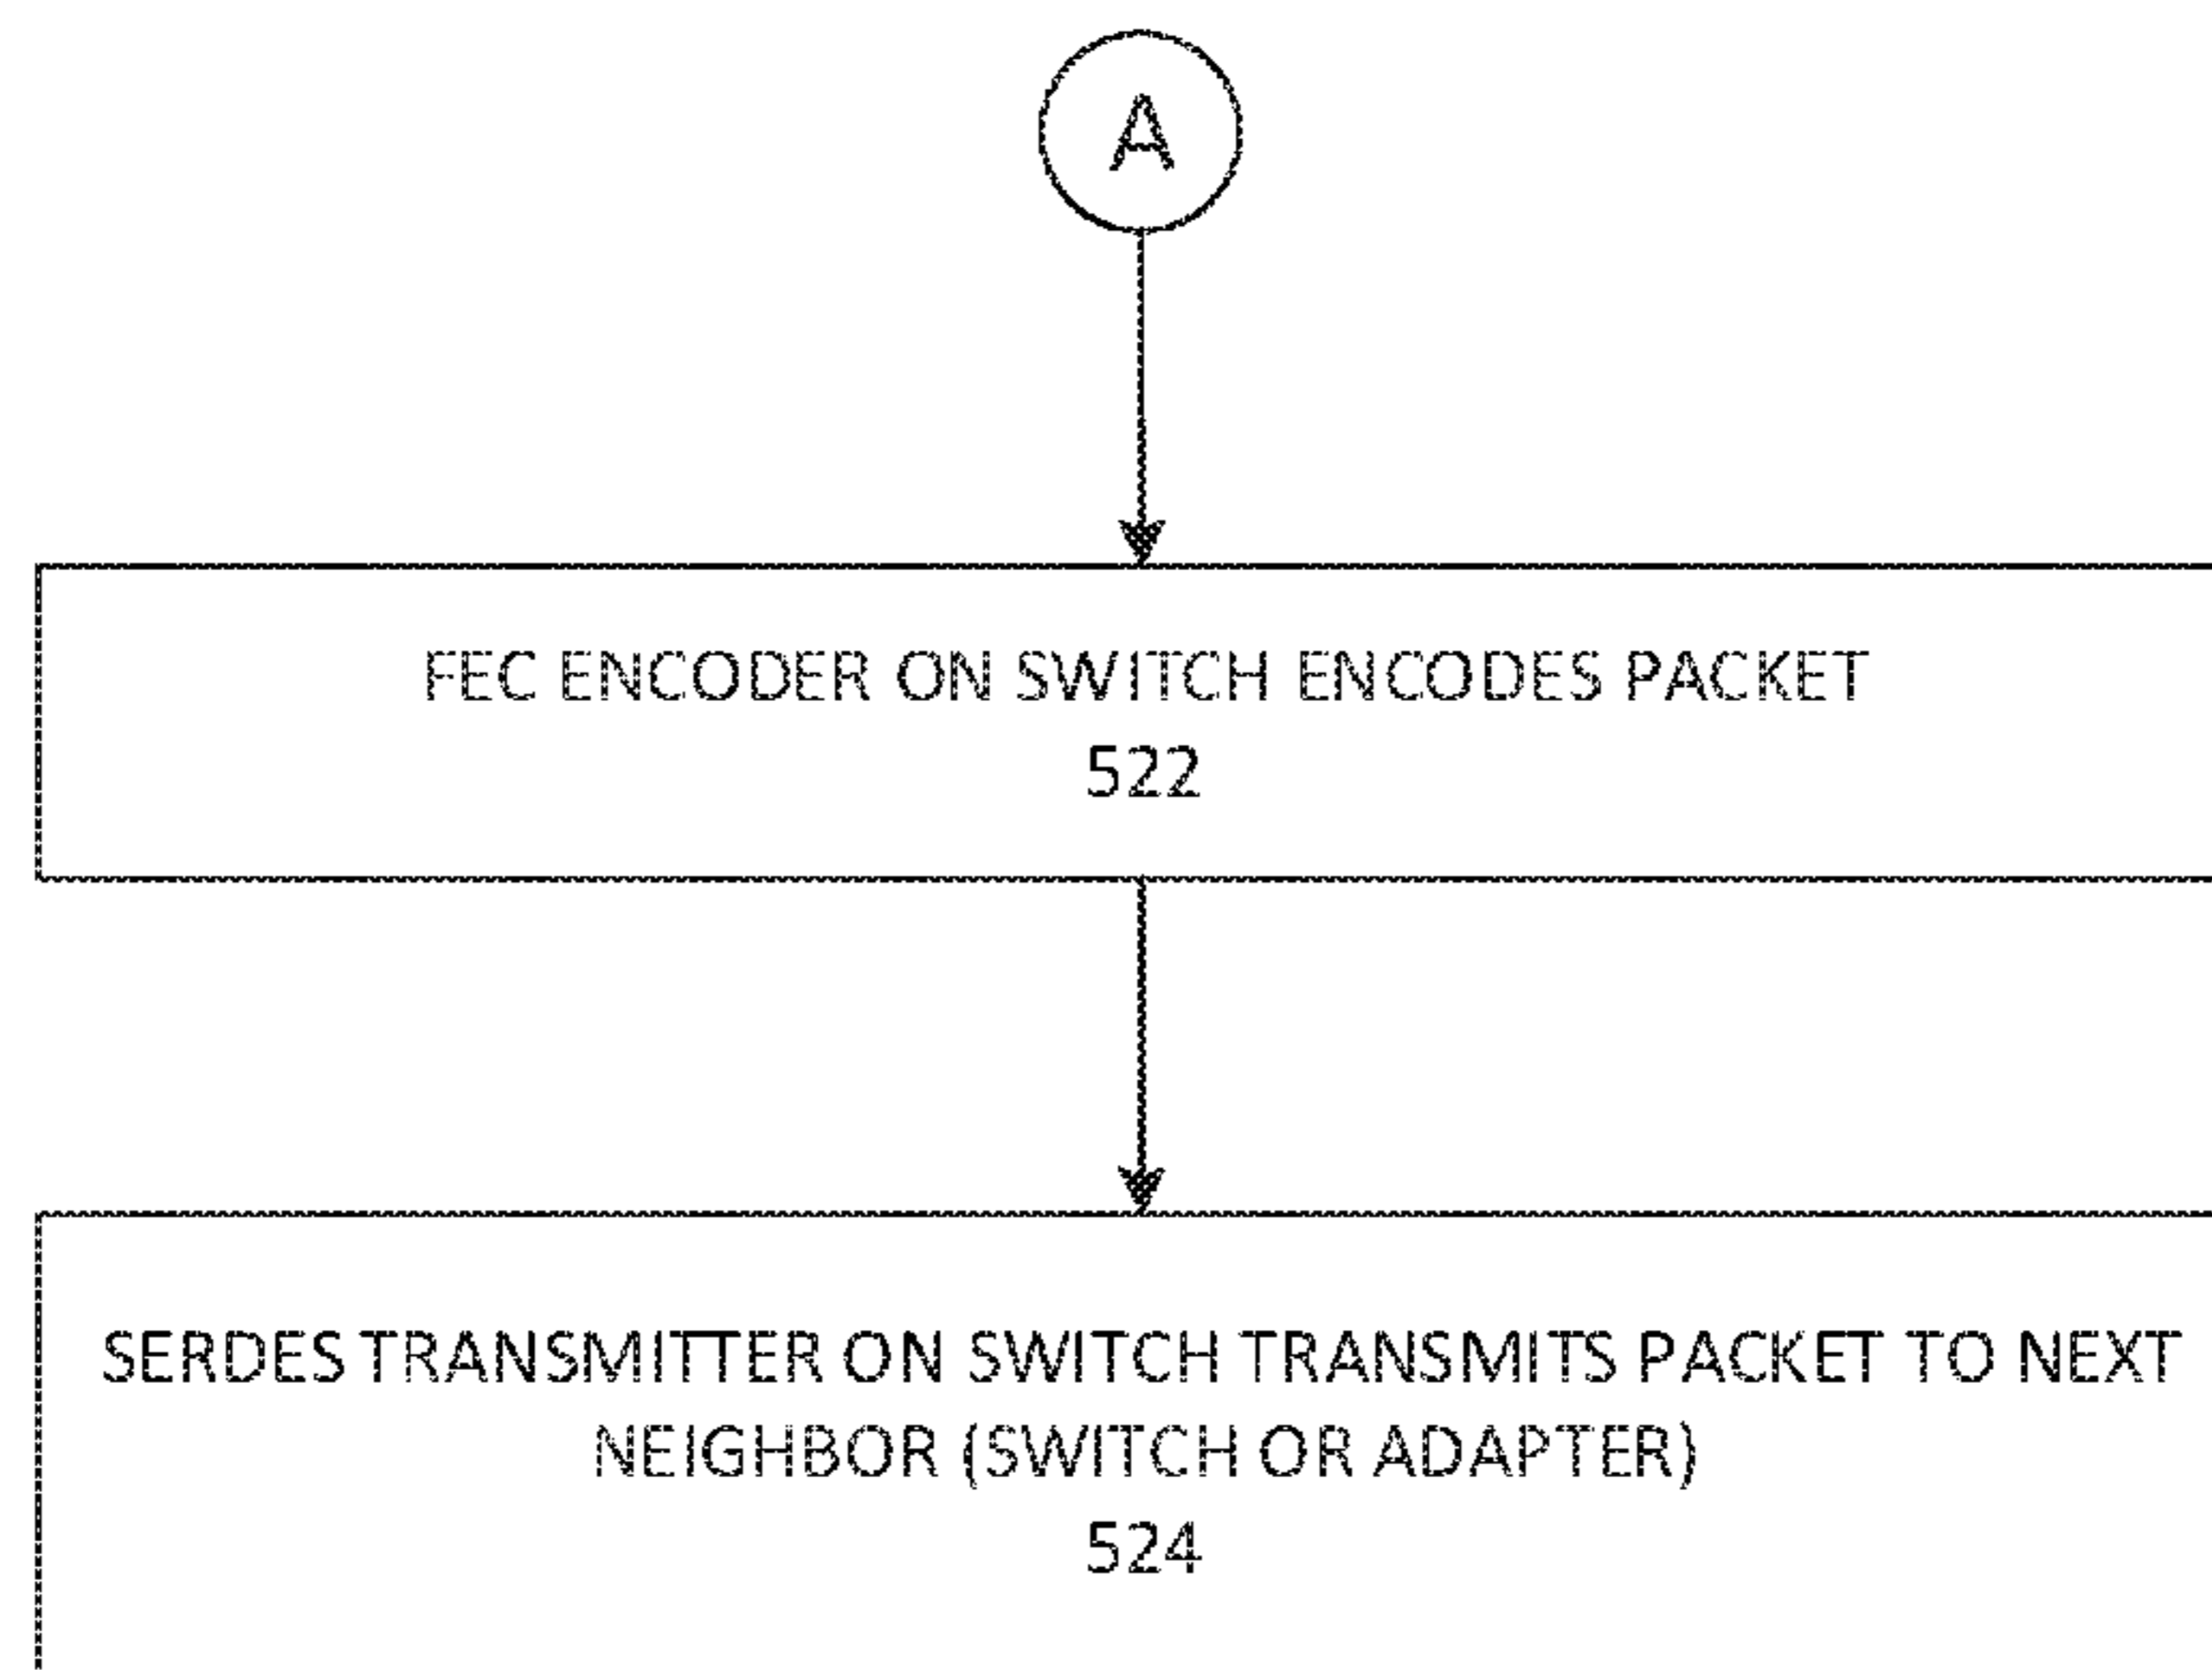 A
FEC ENCODER ON SWITCH ENCODES PACKET
522
SERDES TRANSMITTER ON SWITCH TRANSMITS PACKET TO NEXT
NEIGHBOR (SWITCH OR ADAPTER)
524